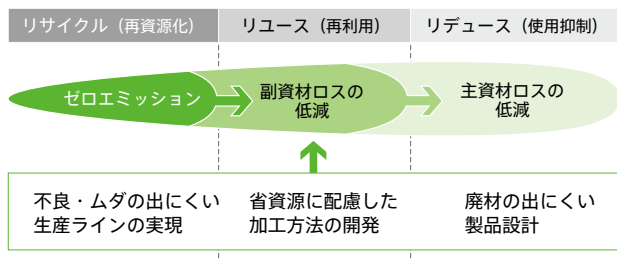 リサイクル（再資源化）
リユース（再利用）
リデュース（使用抑制）
ゼロエミッション
副資材ロスの
低減
主資材ロスの
低減
不良・ムダの出にくい
生産ラインの実現
省資源に配慮した
加工方法の開発
廃材の出にくい
製品設計